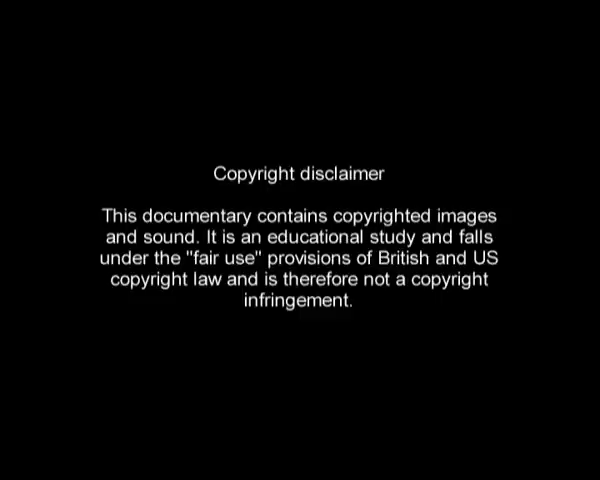 Copyright disclaimer
This documentary contains copyrighted images
and sound. It is an educational study and falls
under the "fair use" provisions of British and US
copyright law and is therefore not a copyright
infringement.